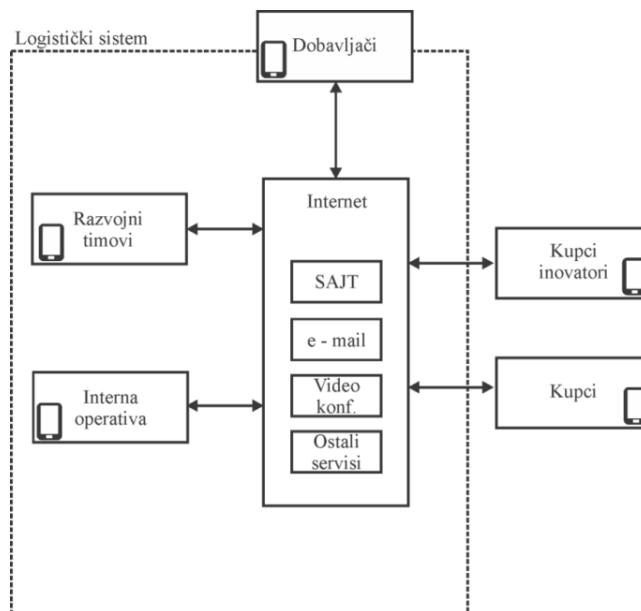 Logistički sistem
Dobavljači
Razvojni
timovi
Internet
Kupci
inovatori
SAJT
e - mail
Interna
operativa
Video
konf.
Kupci
Ostali
servisi